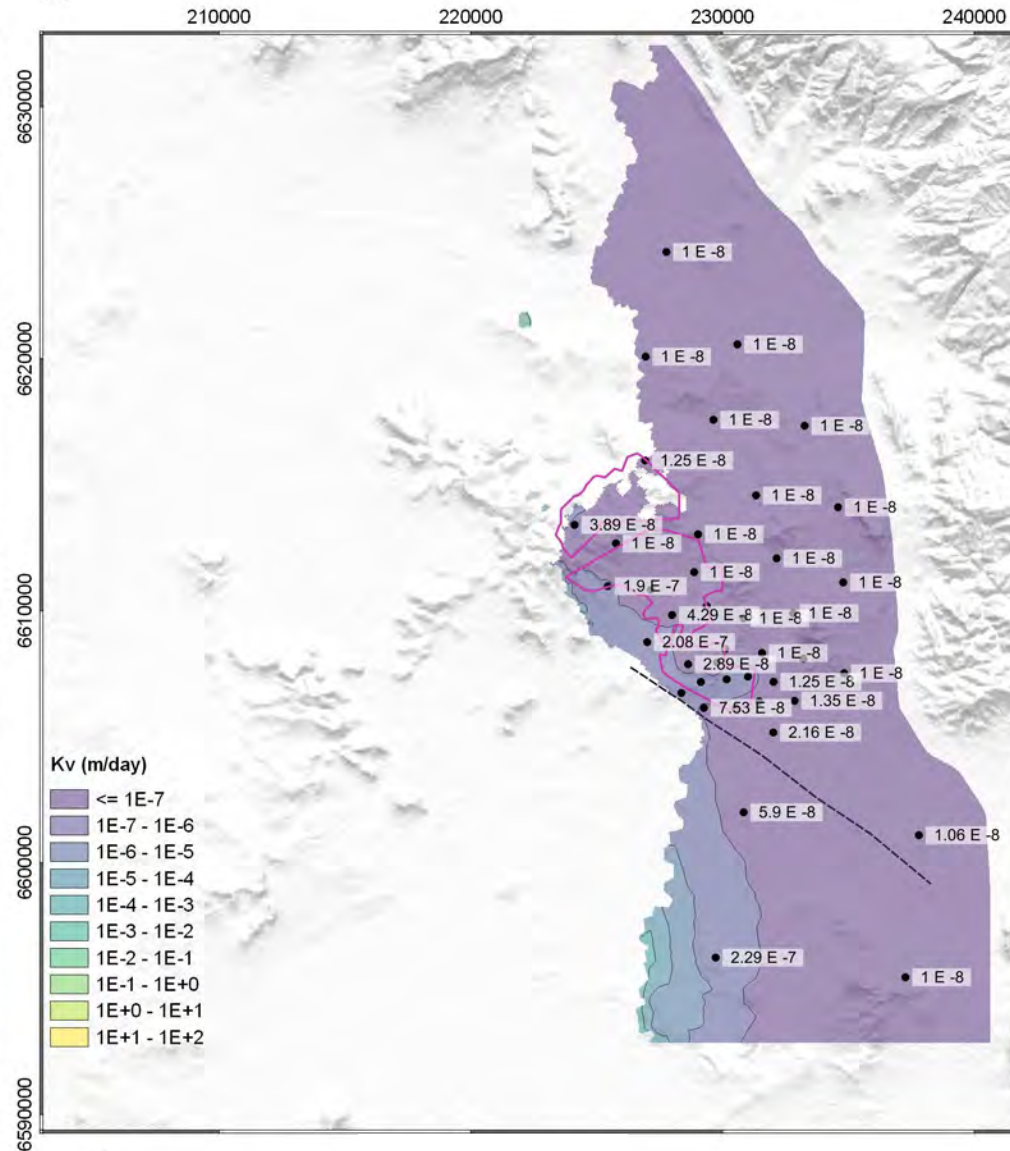 210000
220000
230000
240000
6630000
1 E -8
1 E -8
6620000
1 E -8
1 E -8
1 E -8
1.25 E -8
1 E -8
1 E -8
3.89 E -8
1 E -8
1 E -8
1 E -8
1 E -8
1 E -8
1.9 E -7
6610000
4.29 E -8
1 E -8
1 E -8
2.08 E -7
1 E -8
2.89 E -8
1 E -8
1.25 E -8
1.35 E -8
7.53 E -8
2.16 E -8
Kv (m/day)
<= 1E-7
1E-7 - 1E-6
1E-6 - 1E-5
1E-5 - 1E-4
1E-4 - 1E-3
1E-3 - 1E-2
1E-2 - 1E-1
1E-1 - 1E+0
1E+0 - 1E+1
1E+1 - 1E+2
5.9 E -8
1.06 E -8
6600000
2.29 E -7
1 E -8
6590000